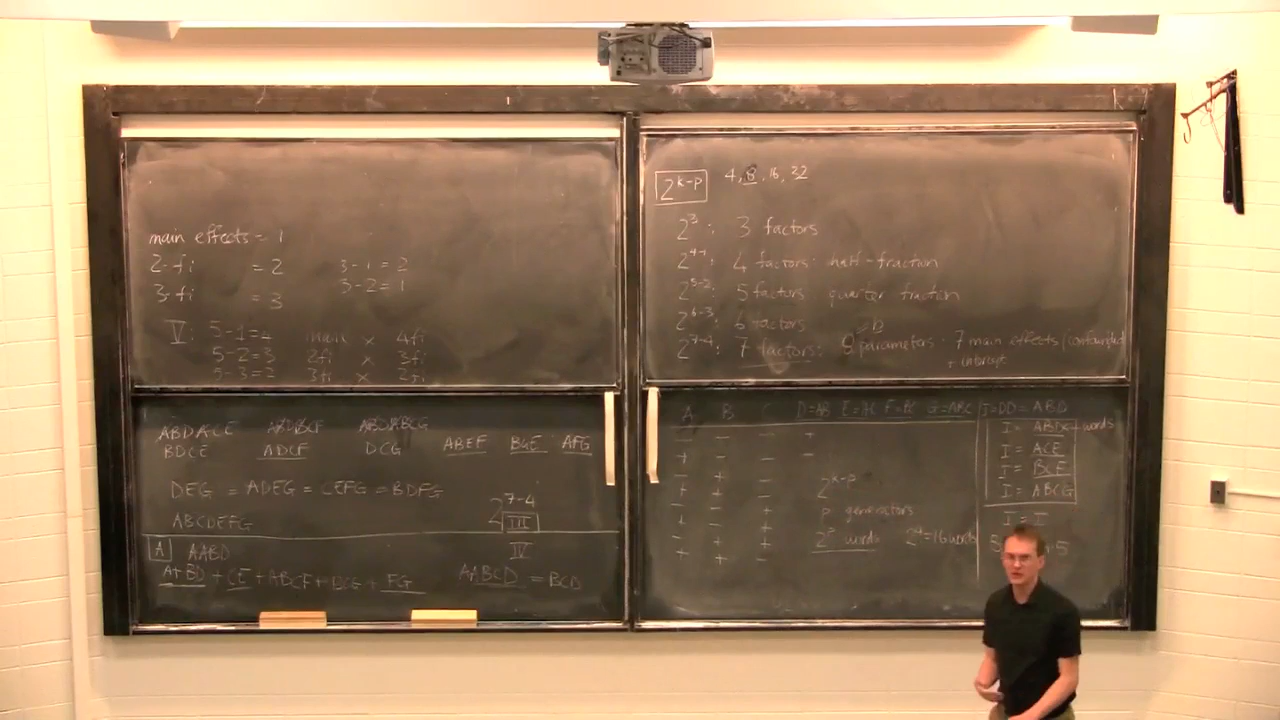 main effects = 1
2-fi = 2 3-1 = 2
3-fi = 3 3-2 = 1
V: 5-1=4 main x 4fi
5-2=3 2fi x 3fi
5-3=2 3fi x 2fi
BDCE ADCF DCG ABEF BGE AFG
DEG = ADEG = CEFG = BDFG
ABCDEFG 2^7-4 III
A AABD IV
A+BD + CE + ABCF + BCG + FG AABCD = BCD
2^k-p 4, 8, 16, 32
2^3: 3 factors
2^4-1: 4 factors: half-fraction
2^5-2: 5 factors quarter fraction
2^6-3: 6 factors
2^7-4: 7 factors: 8 parameters. 7 main effects (confounded)
+ intercept
A B C D=AB E=AC F=BC G=ABC I=DD = ABD
- - - +
+ - - -
- + -
+ + -
- - +
+ - +
- + +
+ + -
I = ABD words
I = ACE
I = BCF
I = ABCG
I = I
2^k-p
p generators
2^p words 2^4=16 words